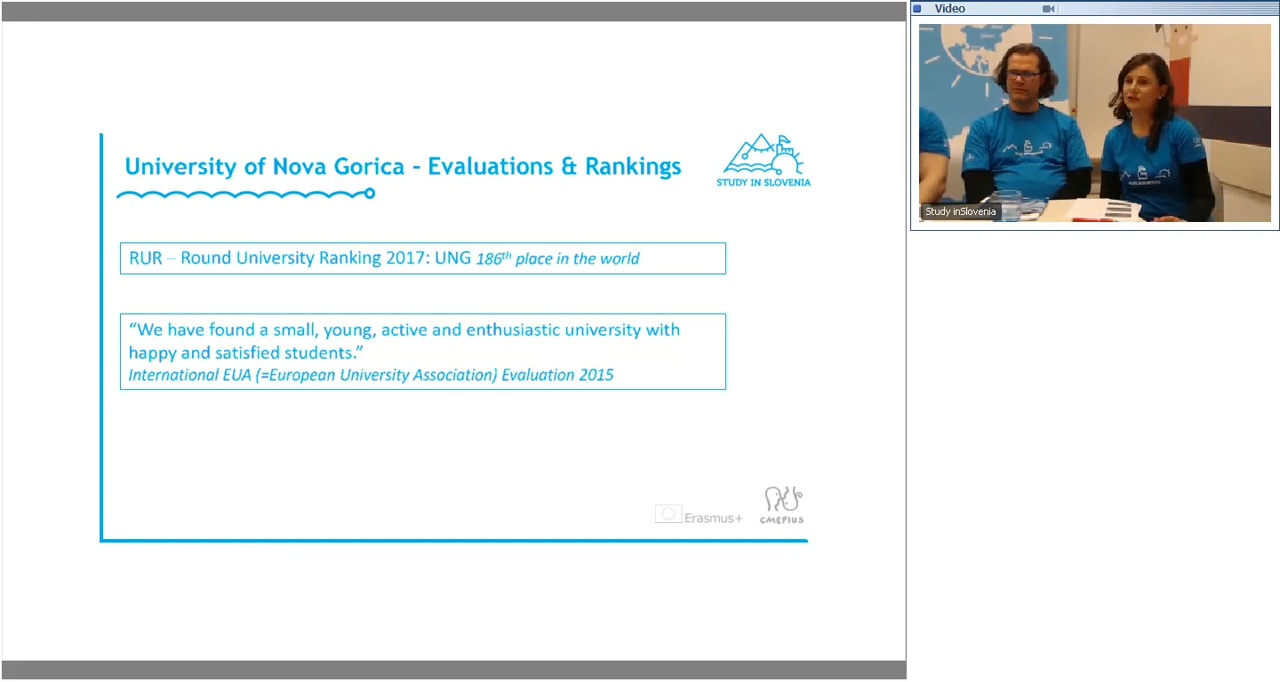 Video
University of Nova Gorica - Evaluations & Rankings
STUDY IN SLOVENIA
RUR – Round University Ranking 2017: UNG 186th place in the world
“We have found a small, young, active and enthusiastic university with
happy and satisfied students.”
International EUA (=European University Association) Evaluation 2015
Erasmus+
CMEPIUS
Study inSlovenia